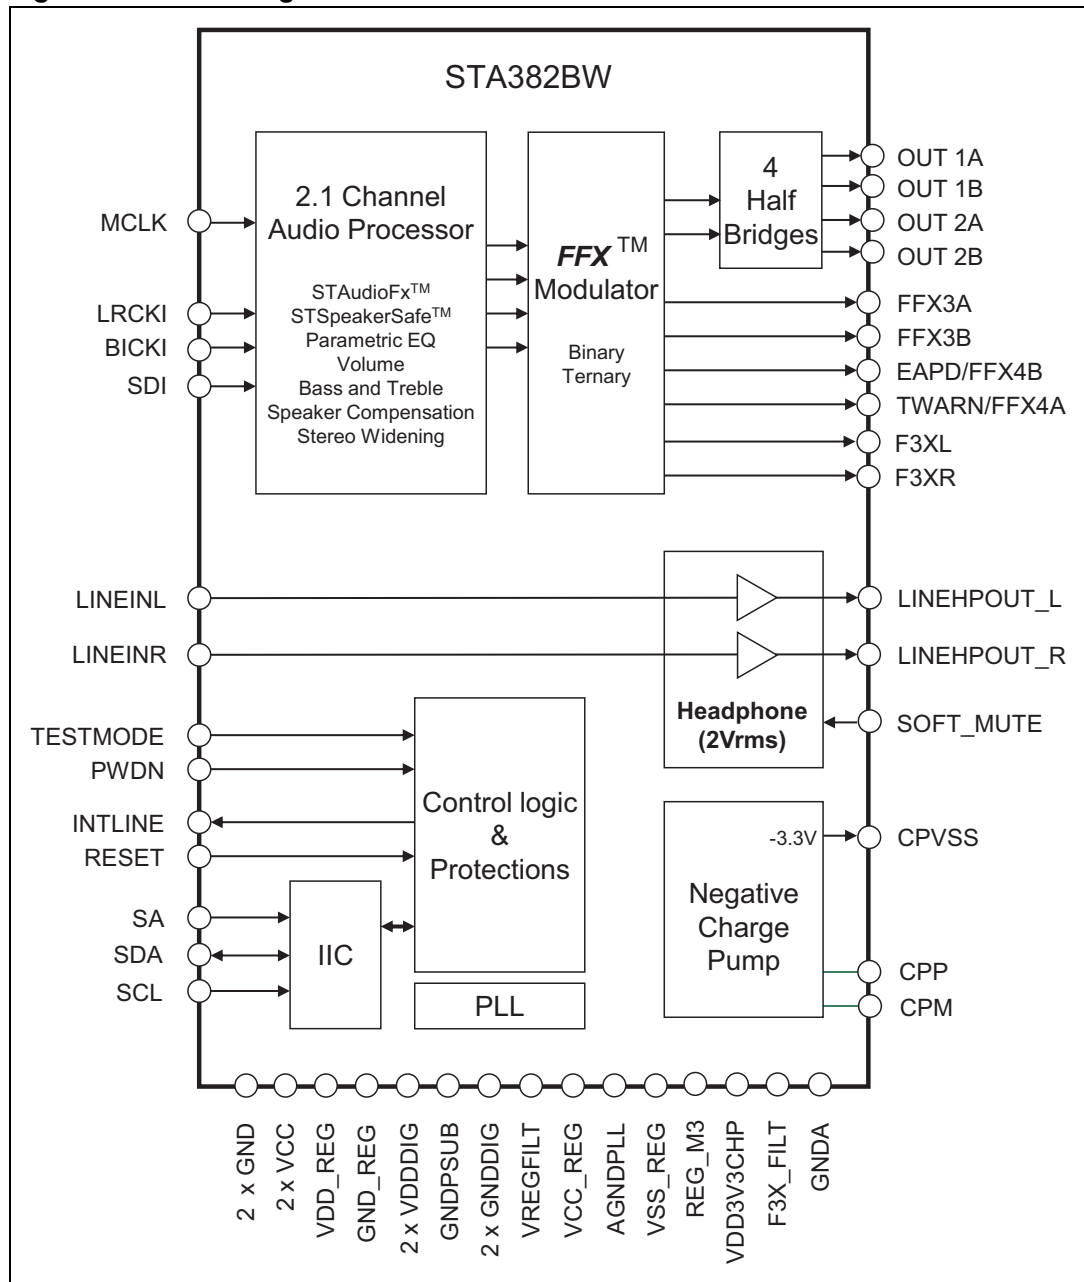 STA382BW
2.1 Channel
Audio Processor
STAudioFx™
STSpeakerSafe™
Parametric EQ
Volume
Bass and Treble
Speaker Compensation
Stereo Widening
FFX ™
Modulator
Binary
Ternary
4
Half
Bridges
MCLK
LRCKI
BICKI
SDI
OUT 1A
OUT 1B
OUT 2A
OUT 2B
FFX3A
FFX3B
EAPD/FFX4B
TWARN/FFX4A
F3XL
F3XR
LINEINL
LINEINR
Headphone
(2Vrms)
LINEHPOUT_L
LINEHPOUT_R
SOFT_MUTE
TESTMODE
PWDN
INTLINE
RESET
SA
SDA
SCL
Control logic
&
Protections
IIC
PLL
-3.3V
Negative
Charge
Pump
CPVSS
CPP
CPM
2 x GND
2 x VCC
VDD_REG
GND_REG
2 x VDDDIG
GNDPSUB
2 x GNDDIG
VREGFILT
VCC_REG
AGNDPLL
VSS_REG
REG_M3
VDD3V3CHP
F3X_FILT
GNDA